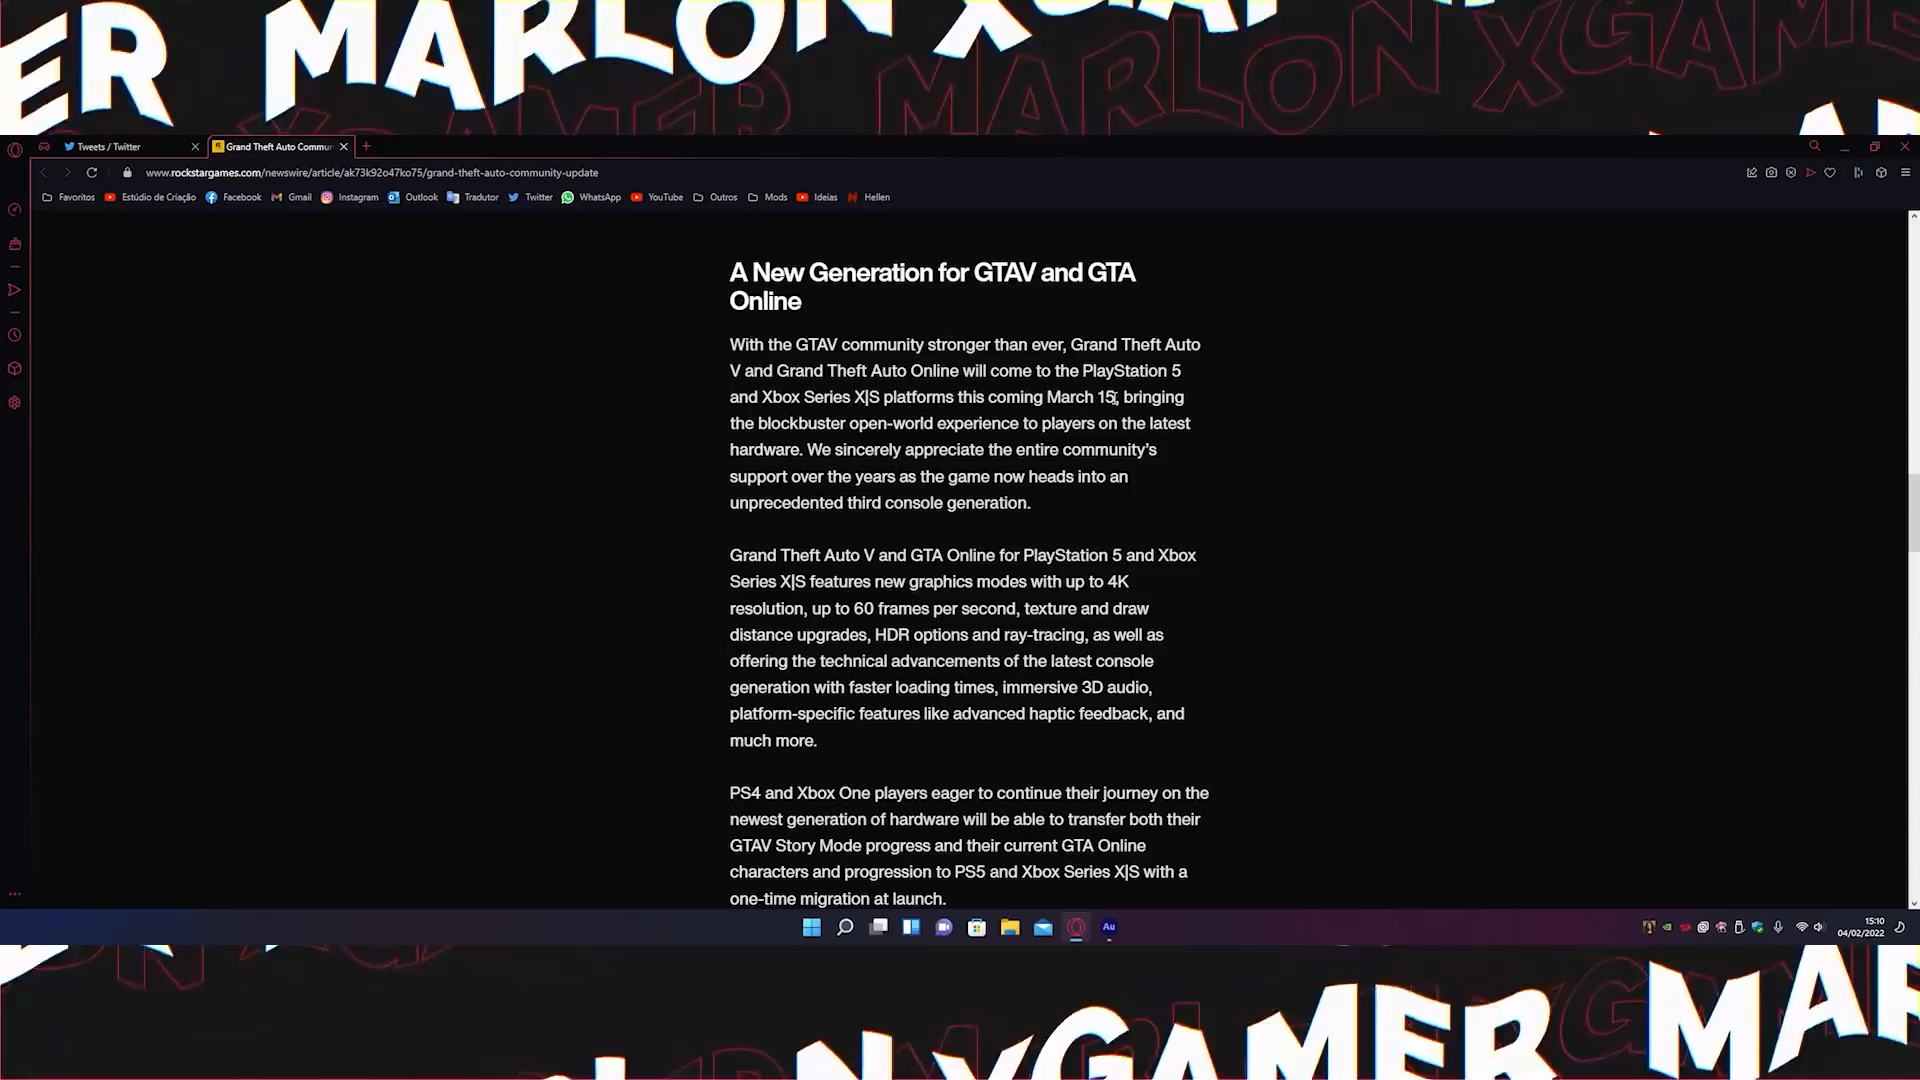 ER MARLON XGAMER
MARLON XGAMER
XGAMER
Tweets / Twitter
Grand Theft Auto Commun
www.rockstargames.com/newswire/article/ak73k92o47ko75/grand-theft-auto-community-update
Favoritos Estúdio de Criação Facebook Gmail Instagram Outlook Tradutor Twitter WhatsApp YouTube Outros Mods Ideias Hellen
A New Generation for GTAV and GTA
Online
With the GTAV community stronger than ever, Grand Theft Auto
V and Grand Theft Auto Online will come to the PlayStation 5
and Xbox Series X|S platforms this coming March 15, bringing
the blockbuster open-world experience to players on the latest
hardware. We sincerely appreciate the entire community’s
support over the years as the game now heads into an
unprecedented third console generation.
Grand Theft Auto V and GTA Online for PlayStation 5 and Xbox
Series X|S features new graphics modes with up to 4K
resolution, up to 60 frames per second, texture and draw
distance upgrades, HDR options and ray-tracing, as well as
offering the technical advancements of the latest console
generation with faster loading times, immersive 3D audio,
platform-specific features like advanced haptic feedback, and
much more.
PS4 and Xbox One players eager to continue their journey on the
newest generation of hardware will be able to transfer both their
GTAV Story Mode progress and their current GTA Online
characters and progression to PS5 and Xbox Series X|S with a
one-time migration at launch.
Au
15:10
04/02/2022
XGAMER MAR